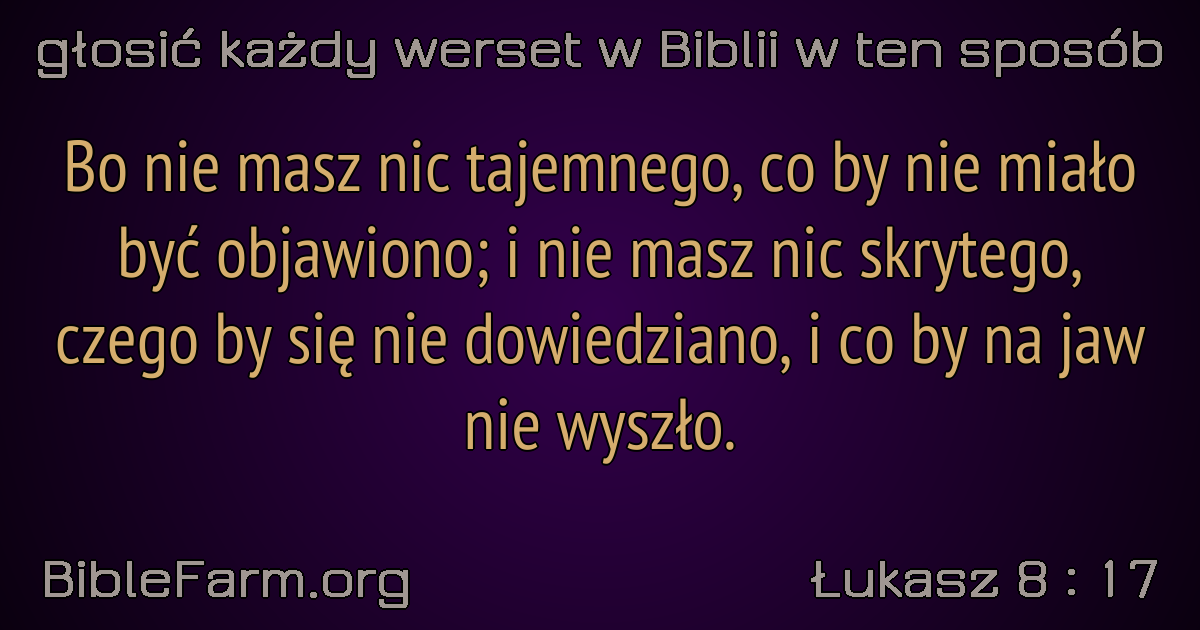 głosić każdy werset w Biblii w ten sposób
Bo nie masz nic tajemnego, co by nie miało
być objawiono; i nie masz nic skrytego,
czego by się nie dowiedziano, i co by na jaw
nie wyszło.
BibleFarm.org
Łukasz 8 : 17